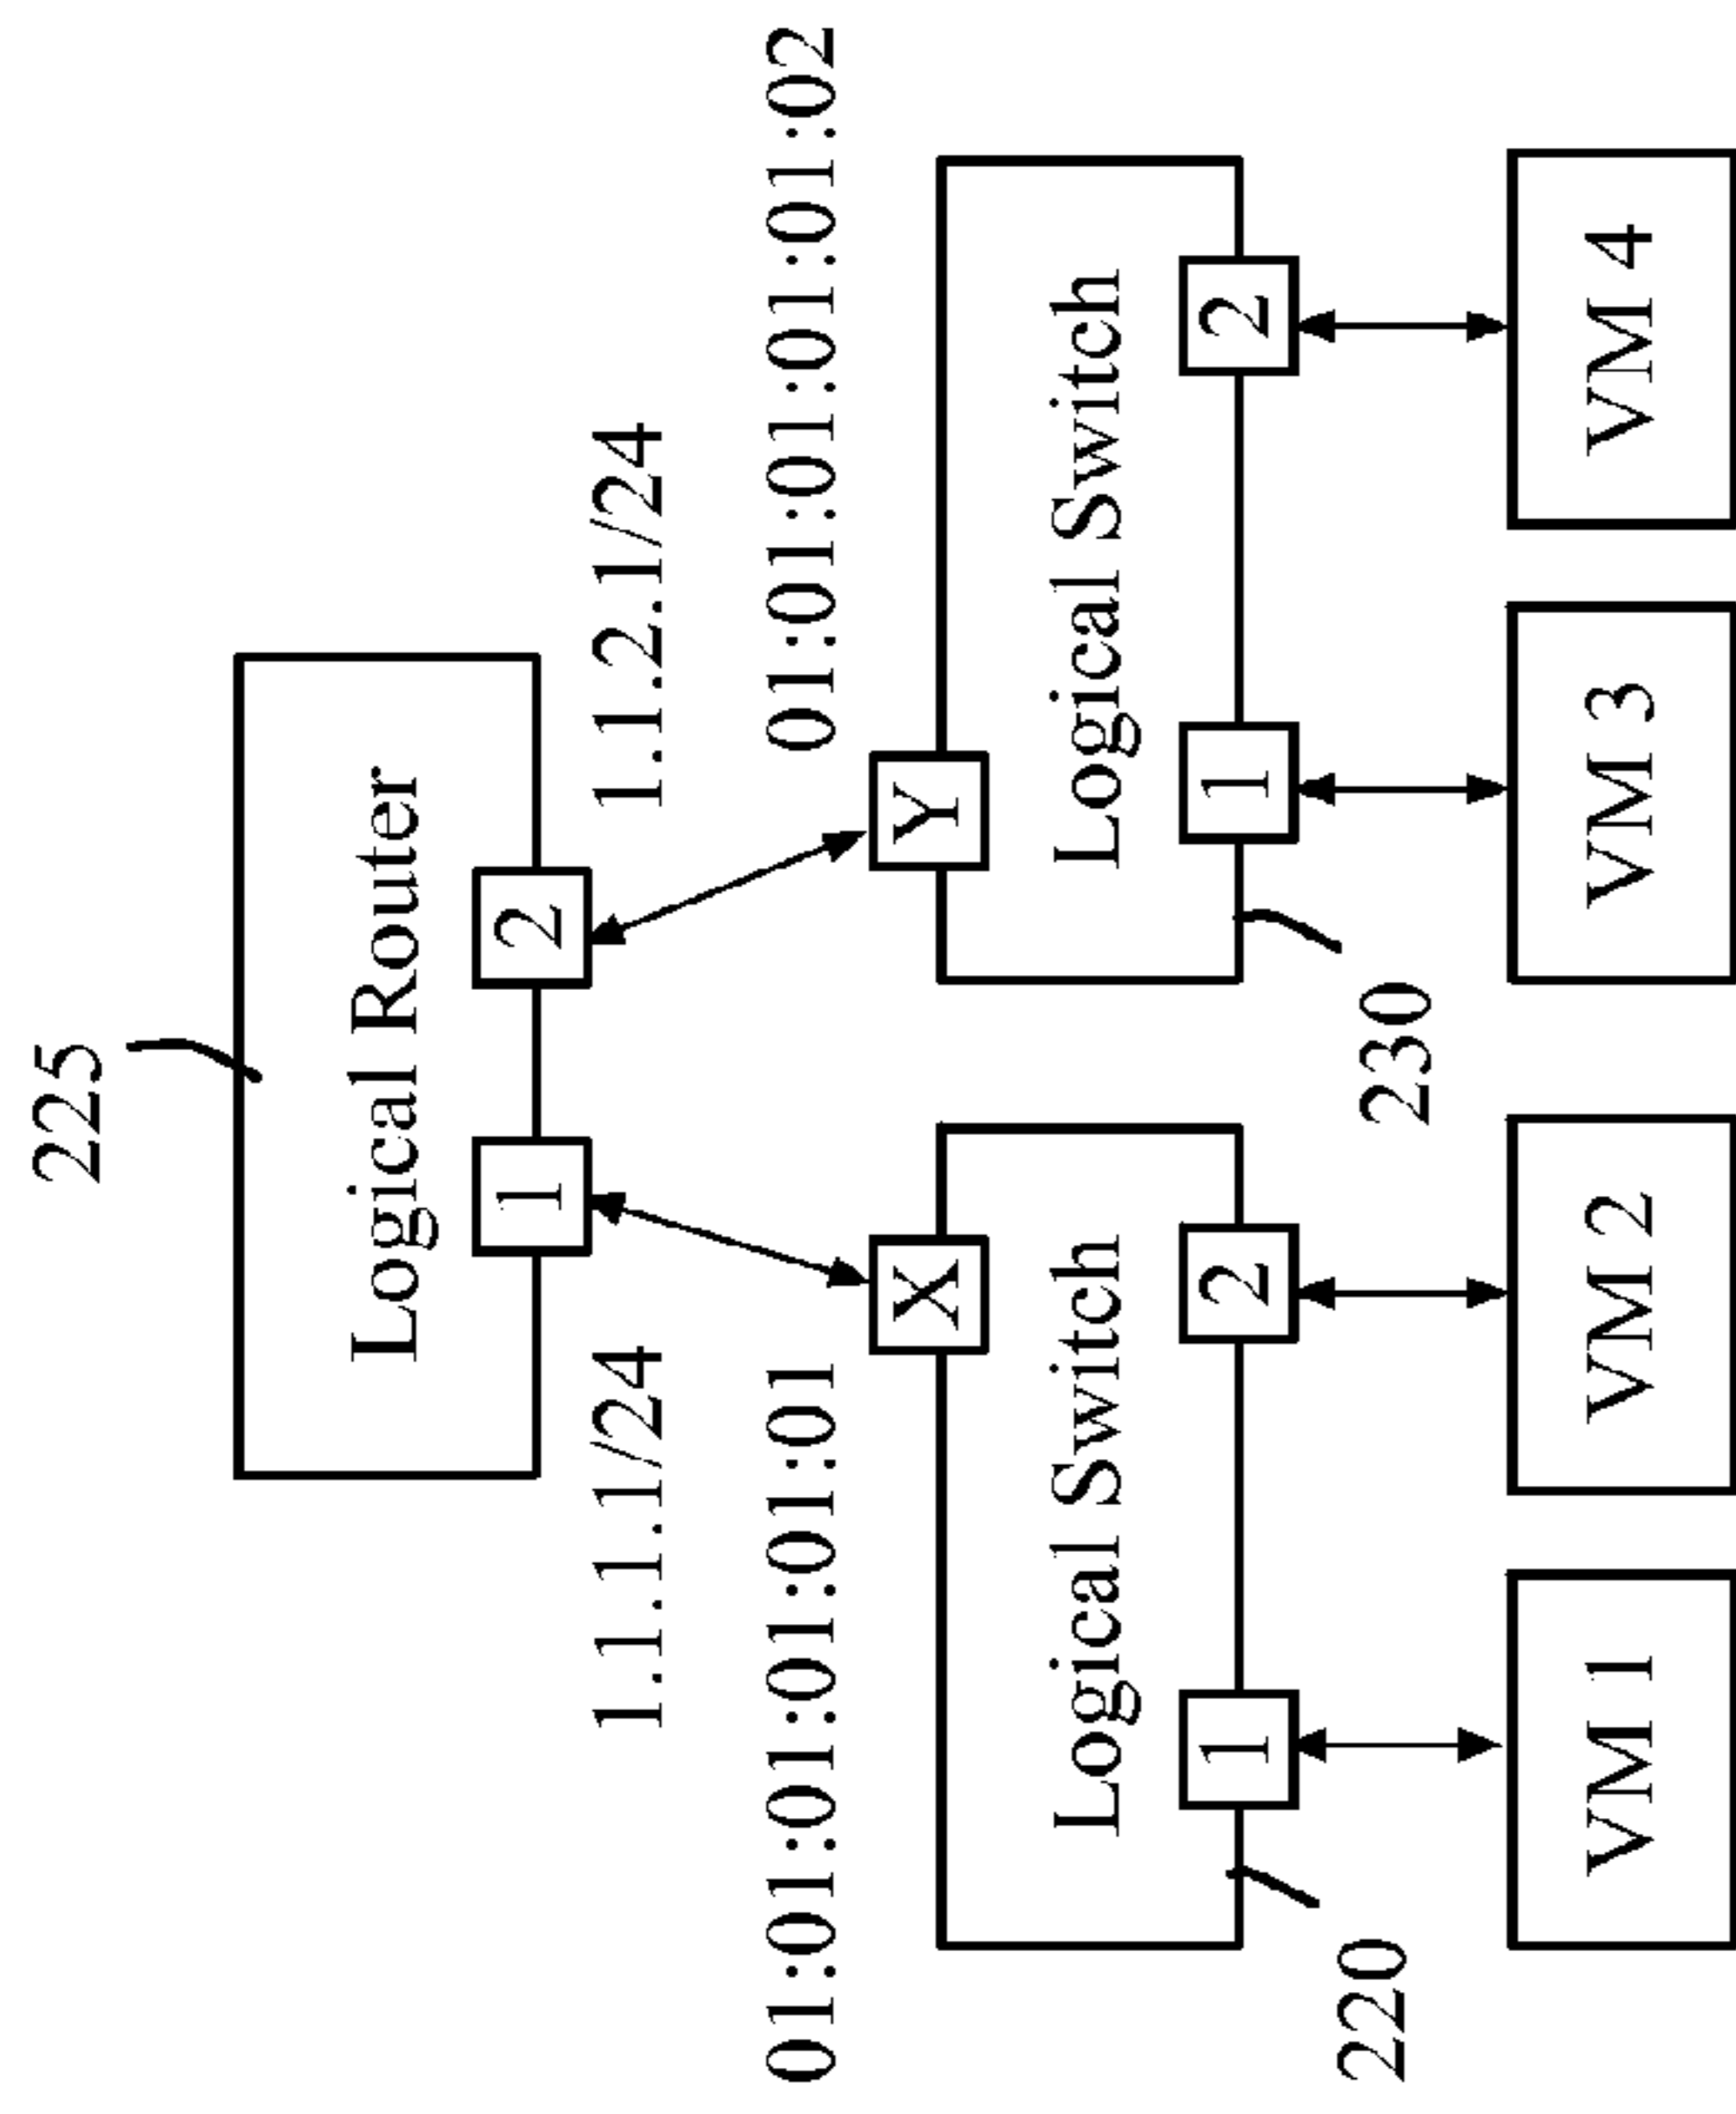 225
Logical Router
1
2
1.1.1.1/24
1.1.2.1/24
01:01:01:01:01:01
01:01:01:01:01:02
X
Y
Logical Switch
Logical Switch
1
2
1
2
220
230
VM 1
VM 2
VM 3
VM 4